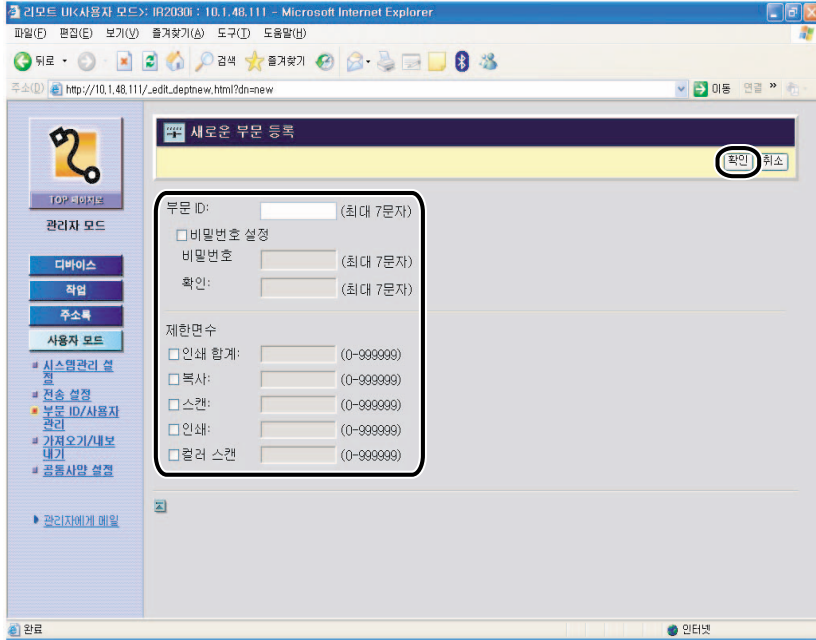 리모트 UI<사용자 모드>: IR2030i : 10.1.48.111 - Microsoft Internet Explorer
파일(F) 편집(E) 보기(V) 즐겨찾기(A) 도구(T) 도움말(H)
뒤로 검색 즐겨찾기
주소(D) http://10.1.48.111/_edit_deptnew.html?dn=new 이동 연결 »
새로운 부문 등록
확인 취소
TOP 페이지로
관리자 모드
디바이스
작업
주소록
사용자 모드
시스템관리 설
정
전송 설정
부문 ID/사용자
관리
가져오기/내보
내기
공통사양 설정
관리자에게 메일
부문 ID: (최대 7문자)
비밀번호 설정
비밀번호 (최대 7문자)
확인: (최대 7문자)
제한면수
인쇄 합계: (0-999999)
복사: (0-999999)
스캔: (0-999999)
인쇄: (0-999999)
컬러 스캔 (0-999999)
완료 인터넷